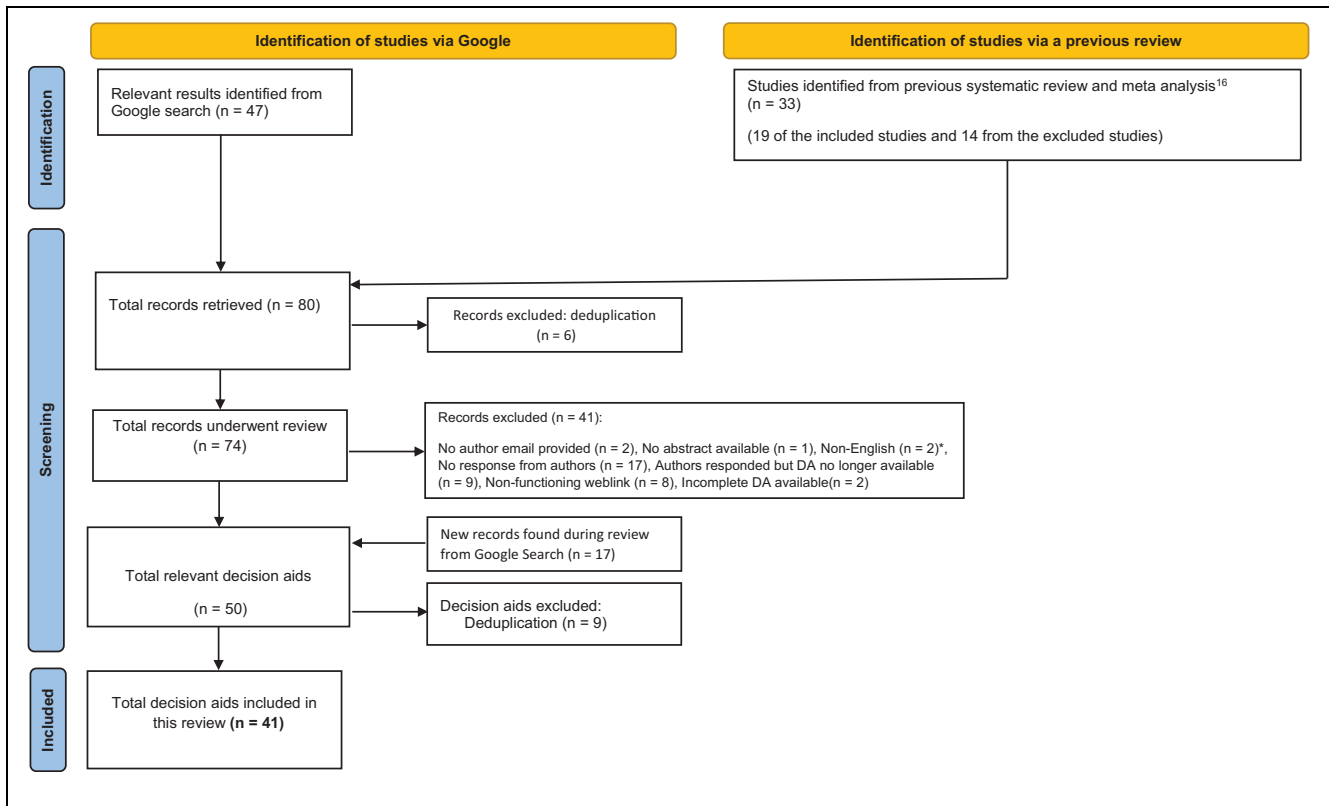 Identification of studies via Google
Identification of studies via a previous review
Identification
Relevant results identified from
Google search (n = 47)
Studies identified from previous systematic review and meta analysis16
(n = 33)
(19 of the included studies and 14 from the excluded studies)
Screening
Total records retrieved (n = 80)
Records excluded: deduplication
(n = 6)
Total records underwent review
(n = 74)
Records excluded (n = 41):
No author email provided (n = 2), No abstract available (n = 1), Non-English (n = 2)*,
No response from authors (n = 17), Authors responded but DA no longer available
(n = 9), Non-functioning weblink (n = 8), Incomplete DA available(n = 2)
New records found during review
from Google Search (n = 17)
Total relevant decision aids
(n = 50)
Decision aids excluded:
Deduplication (n = 9)
Included
Total decision aids included in
this review (n = 41)